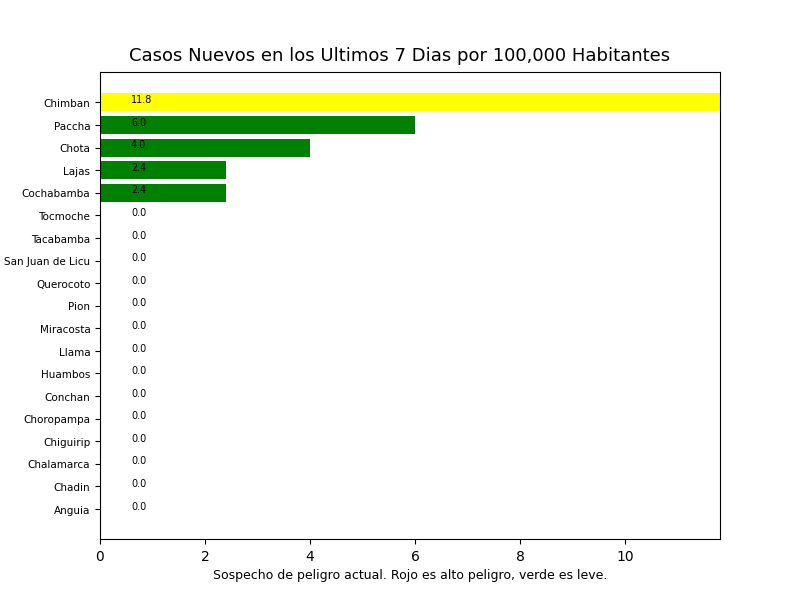 Casos Nuevos en los Ultimos 7 Dias por 100,000 Habitantes
Chimban 11.8
Paccha 6.0
Chota 4.0
Lajas 2.4
Cochabamba 2.4
Tocmoche 0.0
Tacabamba 0.0
San Juan de Licu 0.0
Querocoto 0.0
Pion 0.0
Miracosta 0.0
Llama 0.0
Huambos 0.0
Conchan 0.0
Choropampa 0.0
Chiguirip 0.0
Chalamarca 0.0
Chadin 0.0
Anguia 0.0
0 2 4 6 8 10
Sospecho de peligro actual. Rojo es alto peligro, verde es leve.